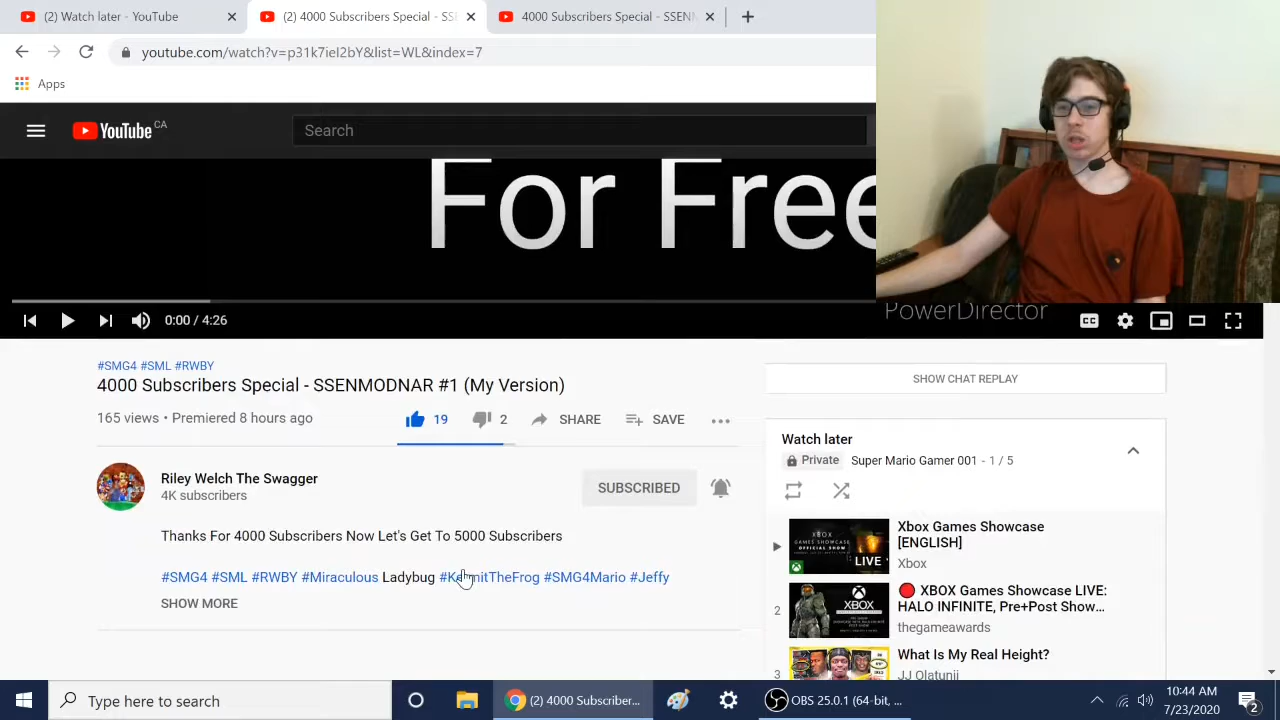 (2) Watch later - YouTube
(2) 4000 Subscribers Special -
4000 Subscribers Special - SSENM
youtube.com/watch?v=p31k7ieI2bY&list=WL&index=7
Apps
YouTube CA
Search
For Free
PowerDirector
0:00 / 4:26
CC
#SMG4 #SML #RWBY
4000 Subscribers Special - SSENMODNAR #1 (My Version)
165 views • Premiered 8 hours ago
19
2
SHARE
SAVE
Riley Welch The Swagger
4K subscribers
SUBSCRIBED
Thanks For 4000 Subscribers Now Let's Get To 5000 Subscribers
#SMG4 #SML #RWBY #Miraculous Ladybug #KermitTheFrog #SMG4Mario #Jeffy
SHOW MORE
SHOW CHAT REPLAY
Watch later
Private Super Mario Gamer 001 - 1 / 5
Xbox Games Showcase
[ENGLISH]
Xbox
LIVE
2
🔴 XBOX Games Showcase LIVE:
HALO INFINITE, Pre+Post Show...
thegameawards
XBOX
3
What Is My Real Height?
JJ Olatunji
Type here to search
(2) 4000 Subscriber...
OBS 25.0.1 (64-bit, ...
10:44 AM
7/23/2020
2